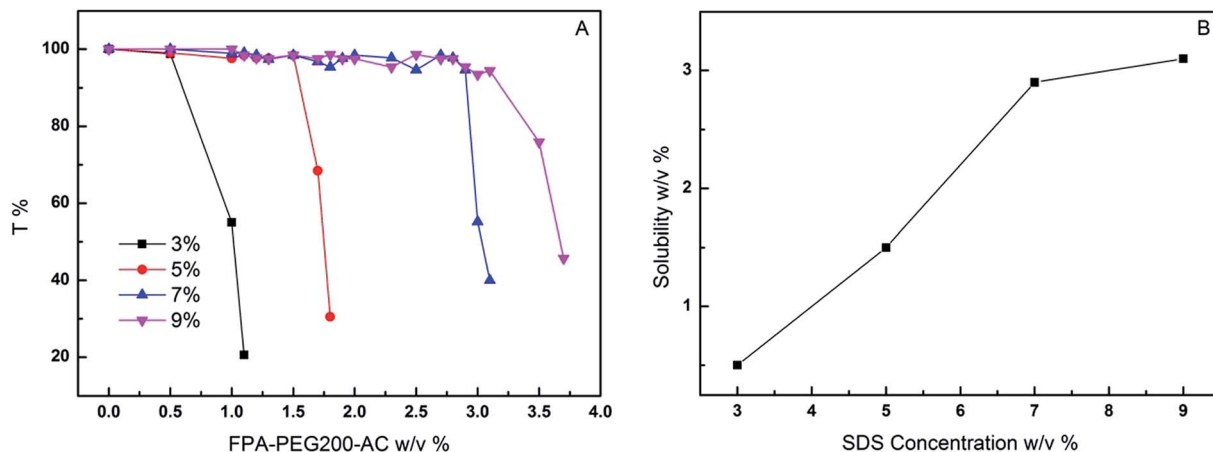 A
T %
100
80
60
40
20
3%
5%
7%
9%
0.0 0.5 1.0 1.5 2.0 2.5 3.0 3.5 4.0
FPA-PEG200-AC w/v %
B
Solubility w/v %
3
2
1
3 4 5 6 7 8 9
SDS Concentration w/v %